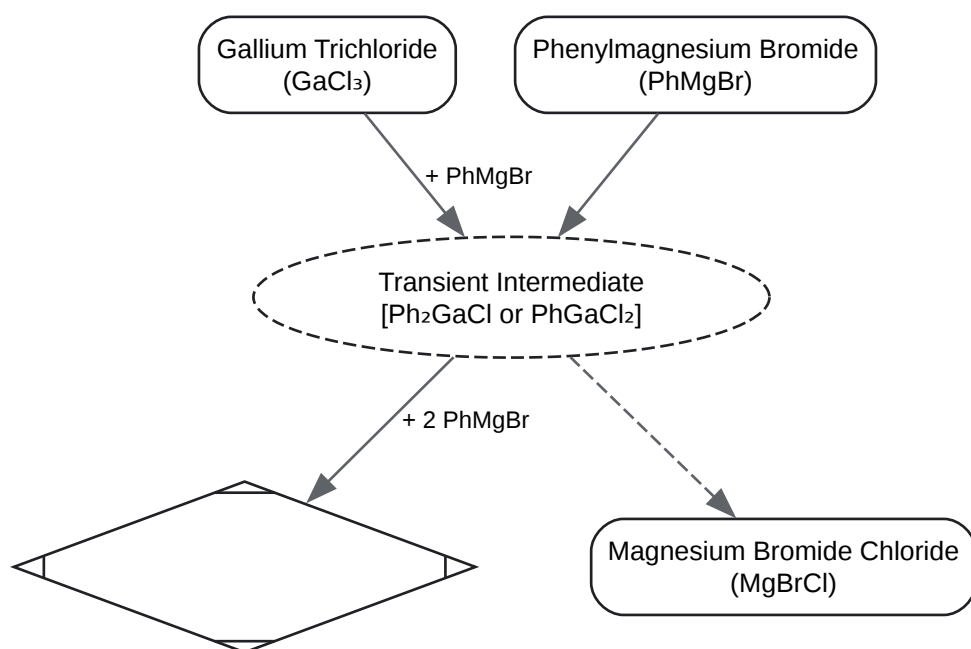 Gallium Trichloride
(GaCl₃)
Phenylmagnesium Bromide
(PhMgBr)
+ PhMgBr
Transient Intermediate
[Ph₂GaCl or PhGaCl₂]
+ 2 PhMgBr
Magnesium Bromide Chloride
(MgBrCl)